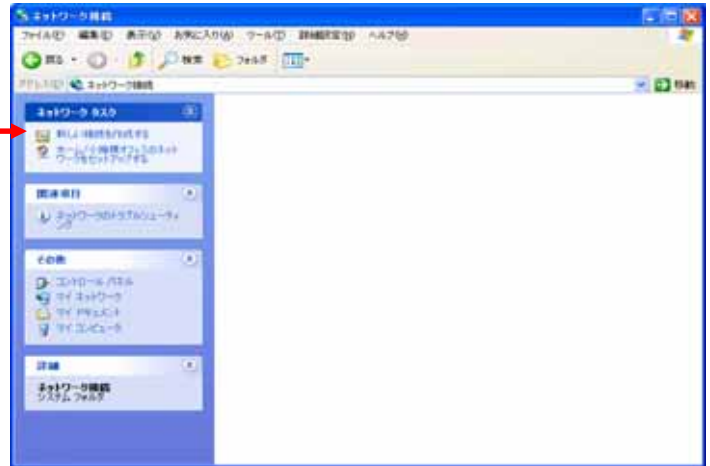 ネットワーク接続
ファイル(F) 編集(E) 表示(V) お気に入り(A) ツール(T) 詳細設定(N) ヘルプ(H)
戻る 検索 フォルダ
アドレス(D) ネットワーク接続 移動
ネットワーク タスク
新しい接続を作成する
ホーム/小規模オフィスのネット
ワークをセットアップする
関連項目
ネットワークのトラブルシューティ
ング
その他
コントロール パネル
マイ ネットワーク
マイ ドキュメント
マイ コンピュータ
詳細
ネットワーク接続
システム フォルダ